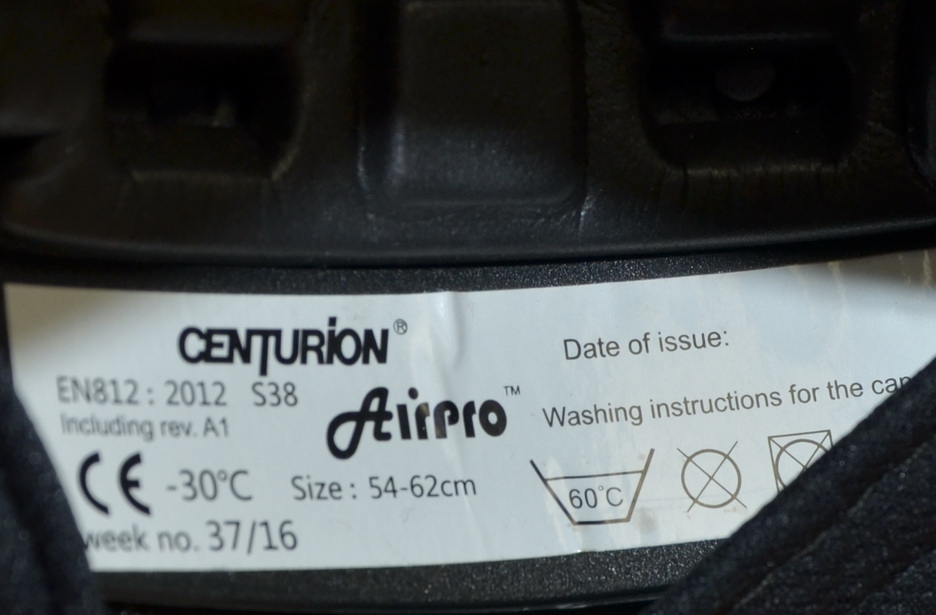 CENTURION®
EN812 : 2012 S38
Including rev. A1
Airpro™
CE -30°C Size : 54-62cm
week no. 37/16
Date of issue:
Washing instructions for the cap
60°C